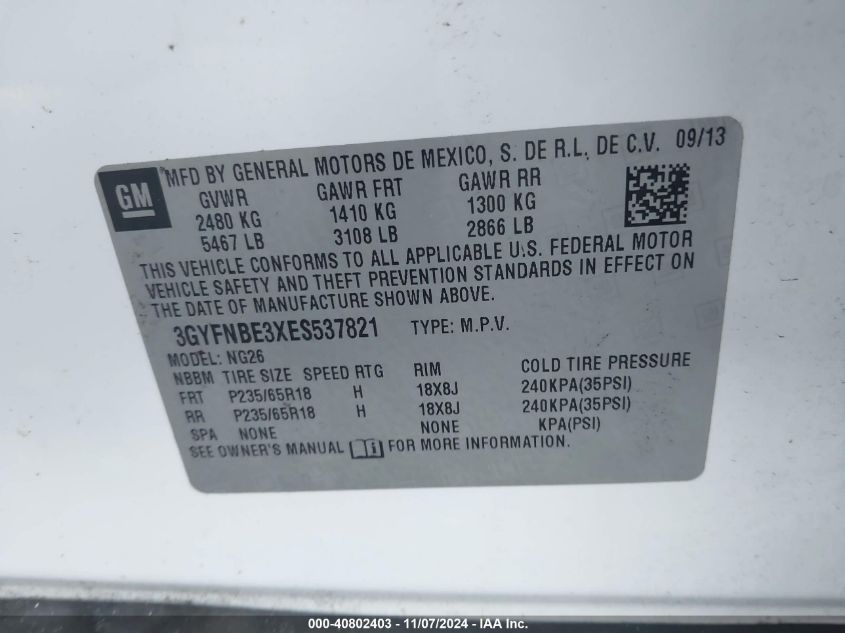 MFD BY GENERAL MOTORS DE MEXICO, S. DE R.L. DE C.V. 09/13
GM
GVWR GAWR FRT GAWR RR
2480 KG 1410 KG 1300 KG
5467 LB 3108 LB 2866 LB
THIS VEHICLE CONFORMS TO ALL APPLICABLE U.S. FEDERAL MOTOR
VEHICLE SAFETY AND THEFT PREVENTION STANDARDS IN EFFECT ON
THE DATE OF MANUFACTURE SHOWN ABOVE.
3GYFNBE3XES537821 TYPE: M.P.V.
MODEL: NG26
NBBM TIRE SIZE SPEED RTG RIM COLD TIRE PRESSURE
FRT P235/65R18 H 18X8J 240KPA(35PSI)
RR P235/65R18 H 18X8J 240KPA(35PSI)
SPA NONE NONE KPA(PSI)
SEE OWNER'S MANUAL FOR MORE INFORMATION.
000-40802403 - 11/07/2024 - IAA Inc.